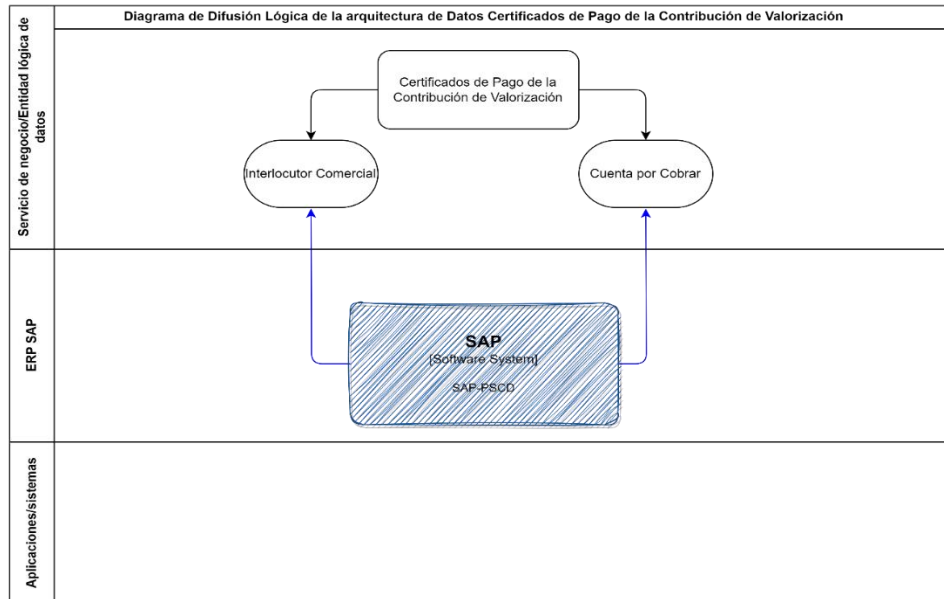 Diagrama de Difusión Lógica de la arquitectura de Datos Certificados de Pago de la Contribución de Valorización
Servicio de negocio/Entidad lógica de
datos
Certificados de Pago de la
Contribución de Valorización
Interlocutor Comercial
Cuenta por Cobrar
ERP SAP
SAP
[Software System]
SAP-PSCD
Aplicaciones/sistemas